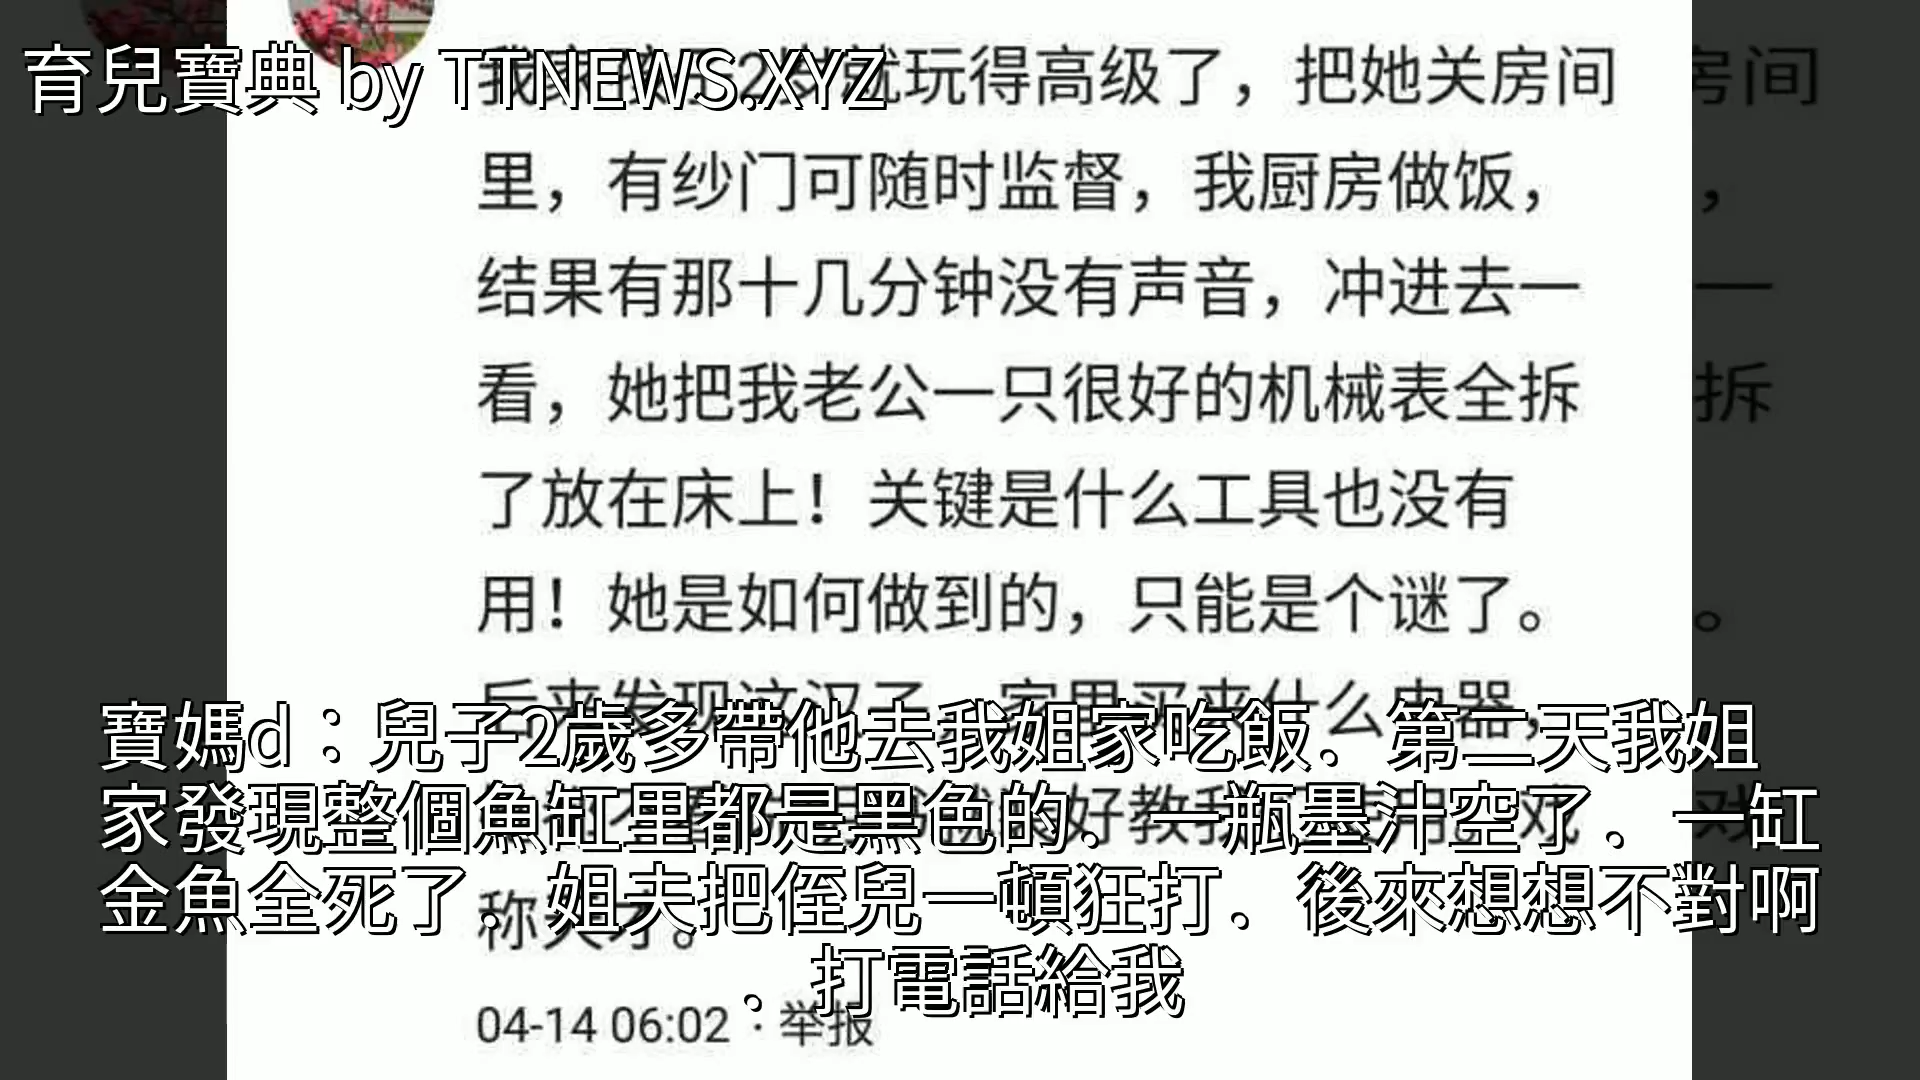 育兒寶典 by TTNEWS.XYZ
就玩得高级了，把她关房间
里，有纱门可随时监督，我厨房做饭，
结果有那十几分钟没有声音，冲进去一
看，她把我老公一只很好的机械表全拆
了放在床上！关键是什么工具也没有
用！她是如何做到的，只能是个谜了。
寶媽d：兒子2歲多帶他去我姐家吃飯．第二天我姐
家發現整個魚缸里都是黑色的．一瓶墨汁空了．一缸
金魚全死了．姐夫把侄兒一頓狂打．後來想想不對啊
．打電話給我
04-14 06:02 · 举报